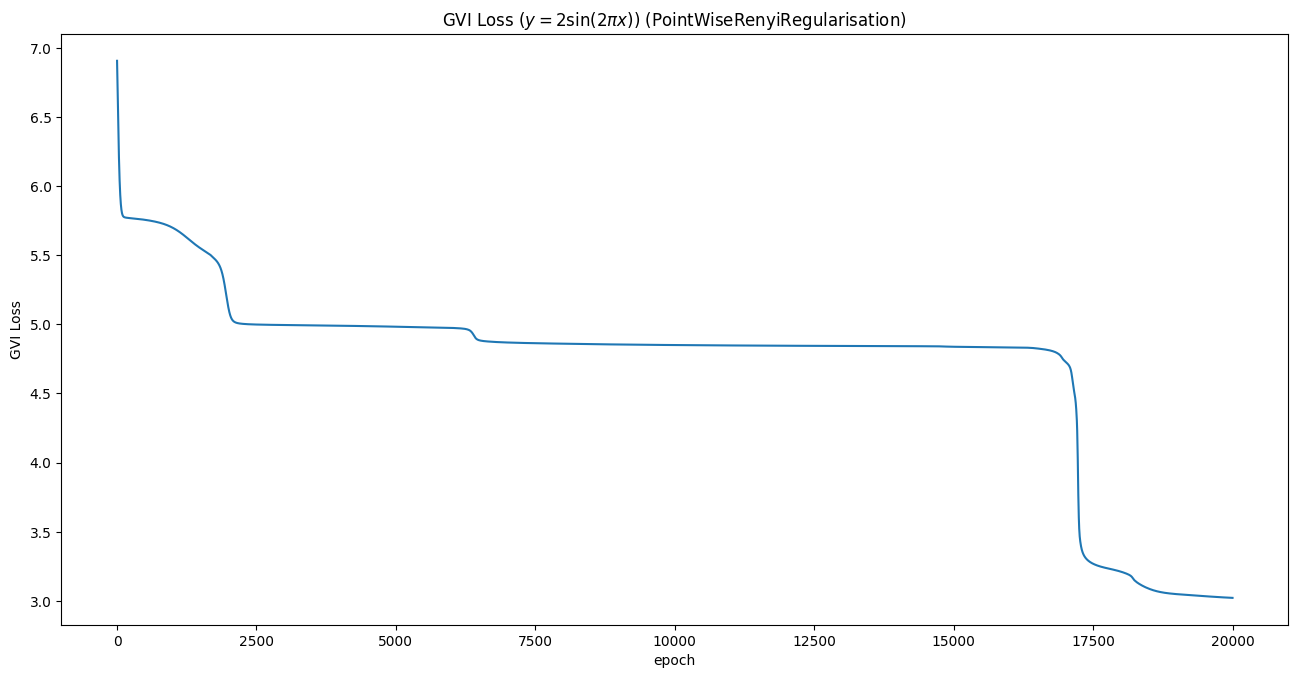 GVI Loss (y = 2sin(2πx)) (PointWiseRenyiRegularisation)
7.0
6.5
6.0
5.5
5.0
4.5
4.0
3.5
3.0
GVI Loss
0 2500 5000 7500 10000 12500 15000 17500 20000
epoch